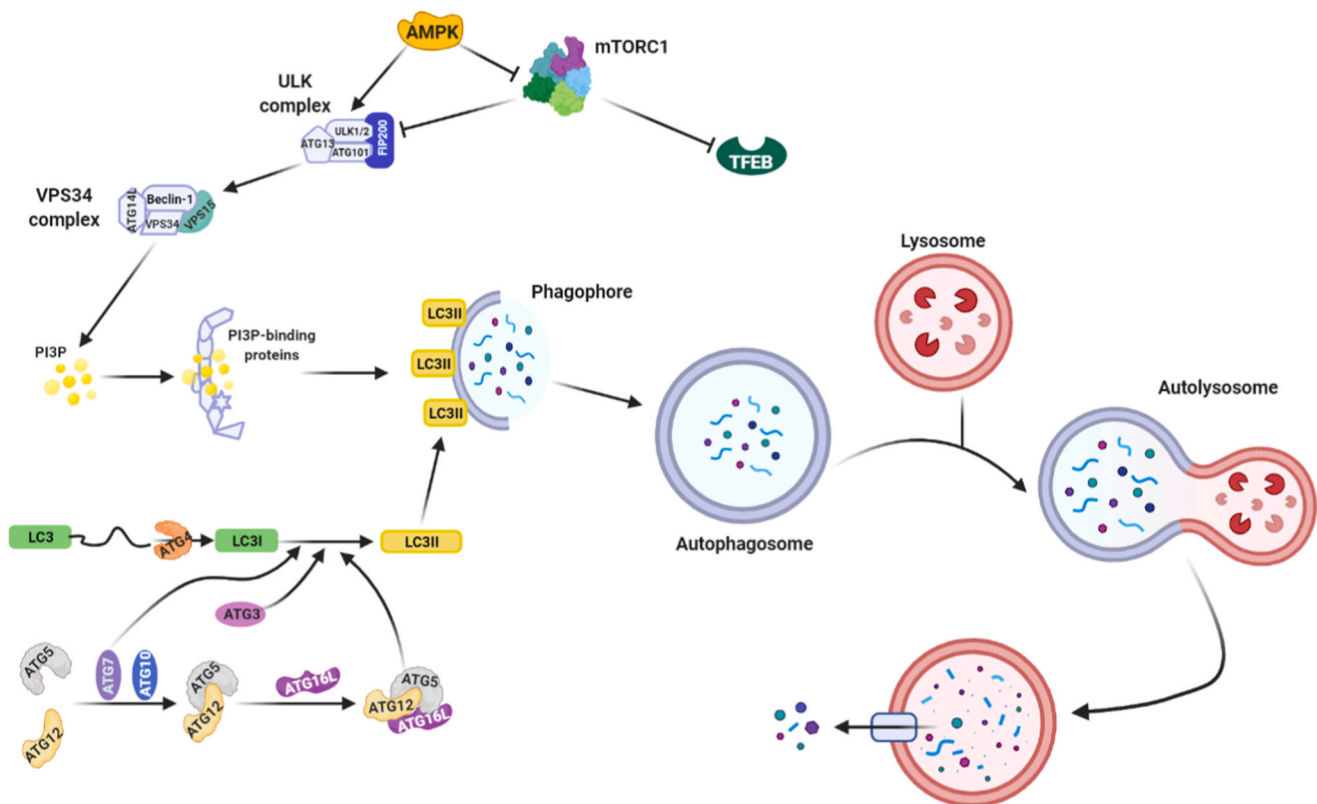 AMPK
mTORC1
ULK
complex
ULK1/2
ATG13
ATG101
FIP200
TFEB
VPS34
complex
ATG14L
Beclin-1
VPS34
VPS15
Lysosome
Phagophore
LC3II
LC3II
LC3II
PI3P
PI3P-binding
proteins
Autolysosome
LC3
ATG4
LC3I
LC3II
Autophagosome
ATG3
ATG5
ATG7
ATG10
ATG5
ATG12
ATG16L
ATG5
ATG12
ATG16L
ATG12